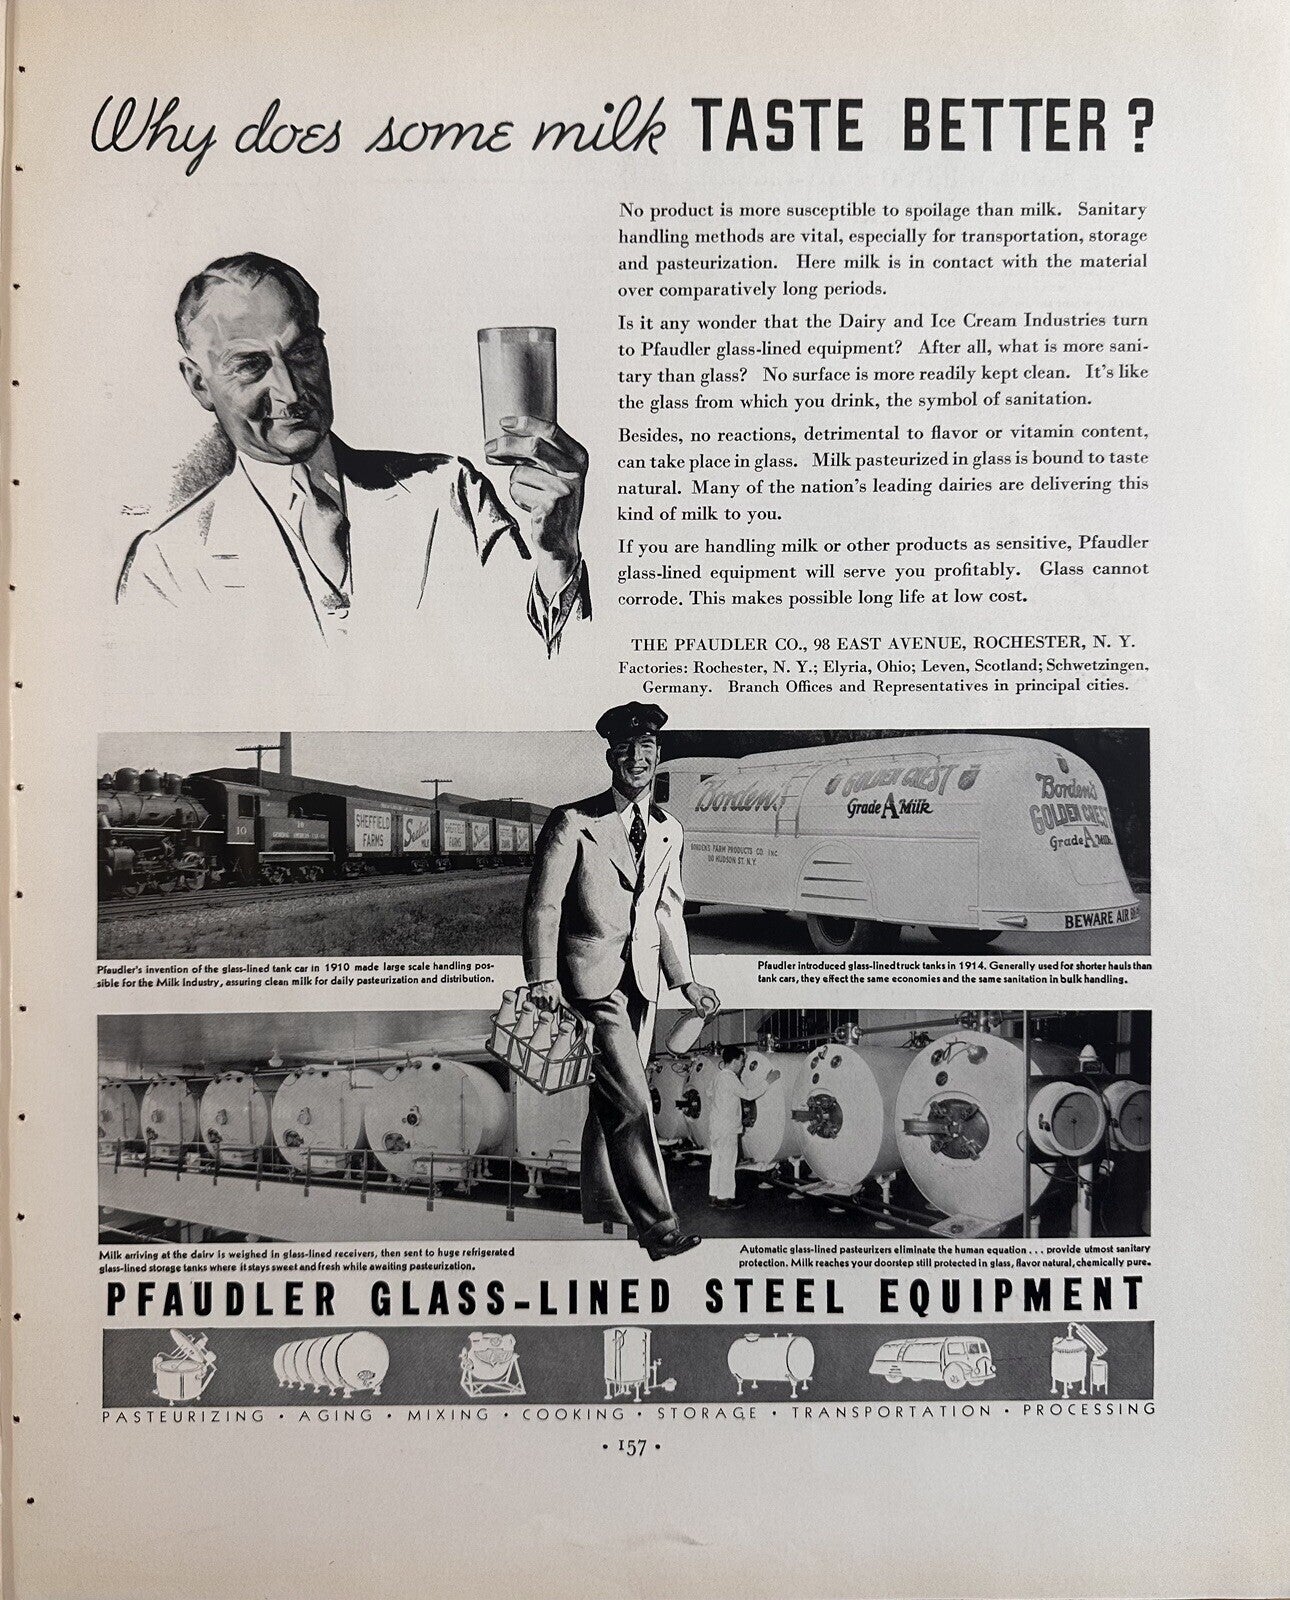 Why does some milk TASTE BETTER?
No product is more susceptible to spoilage than milk. Sanitary
handling methods are vital, especially for transportation, storage
and pasteurization. Here milk is in contact with the material
over comparatively long periods.
Is it any wonder that the Dairy and Ice Cream Industries turn
to Pfaudler glass-lined equipment? After all, what is more sani-
tary than glass? No surface is more readily kept clean. It's like
the glass from which you drink, the symbol of sanitation.
Besides, no reactions, detrimental to flavor or vitamin content,
can take place in glass. Milk pasteurized in glass is bound to taste
natural. Many of the nation's leading dairies are delivering this
kind of milk to you.
If you are handling milk or other products as sensitive, Pfaudler
glass-lined equipment will serve you profitably. Glass cannot
corrode. This makes possible long life at low cost.
THE PFAUDLER CO., 98 EAST AVENUE, ROCHESTER, N. Y.
Factories: Rochester, N. Y.; Elyria, Ohio; Leven, Scotland; Schwetzingen,
Germany. Branch Offices and Representatives in principal cities.
10
10
SHEFFIELD
FARMS
Sealect
MILK
SHEFFIELD
FARMS
Borden's
GOLDEN CREST
Grade A Milk
BORDEN'S FARM PRODUCTS CO. INC.
110 HUDSON ST. N.Y.
Borden's
GOLDEN CREST
Grade A Milk
BEWARE AIR
Pfaudler's invention of the glass-lined tank car in 1910 made large scale handling pos-
sible for the Milk Industry, assuring clean milk for daily pasteurization and distribution.
Pfaudler introduced glass-lined truck tanks in 1914. Generally used for shorter hauls than
tank cars, they effect the same economies and the same sanitation in bulk handling.
Milk arriving at the dairy is weighed in glass-lined receivers, then sent to huge refrigerated
glass-lined storage tanks where it stays sweet and fresh while awaiting pasteurization.
Automatic glass-lined pasteurizers eliminate the human equation . . . provide utmost sanitary
protection. Milk reaches your doorstep still protected in glass, flavor natural, chemically pure.
PFAUDLER GLASS-LINED STEEL EQUIPMENT
PASTEURIZING • AGING • MIXING • COOKING • STORAGE • TRANSPORTATION • PROCESSING
• 157 •